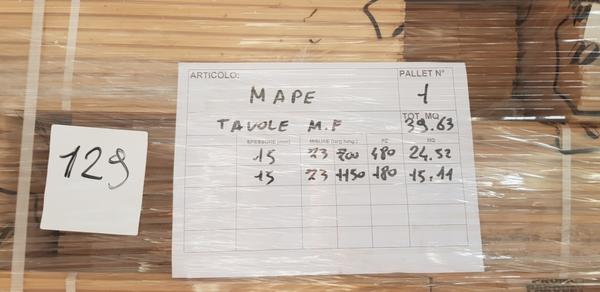 ARTICOLO: PALLET N°
MAPE 1
TAVOLE M.F TOT. MQ
39.63
129
SPESSORE (mm) MISURE (larg/lung.) PZ MQ
15 73 700 480 24.52
15 73 1150 180 15.11